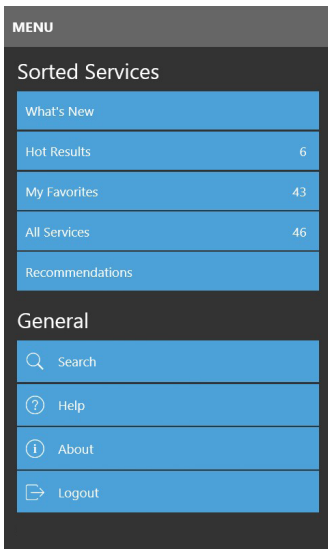 MENU
Sorted Services
What's New
Hot Results 6
My Favorites 43
All Services 46
Recommendations
General
Search
Help
About
Logout